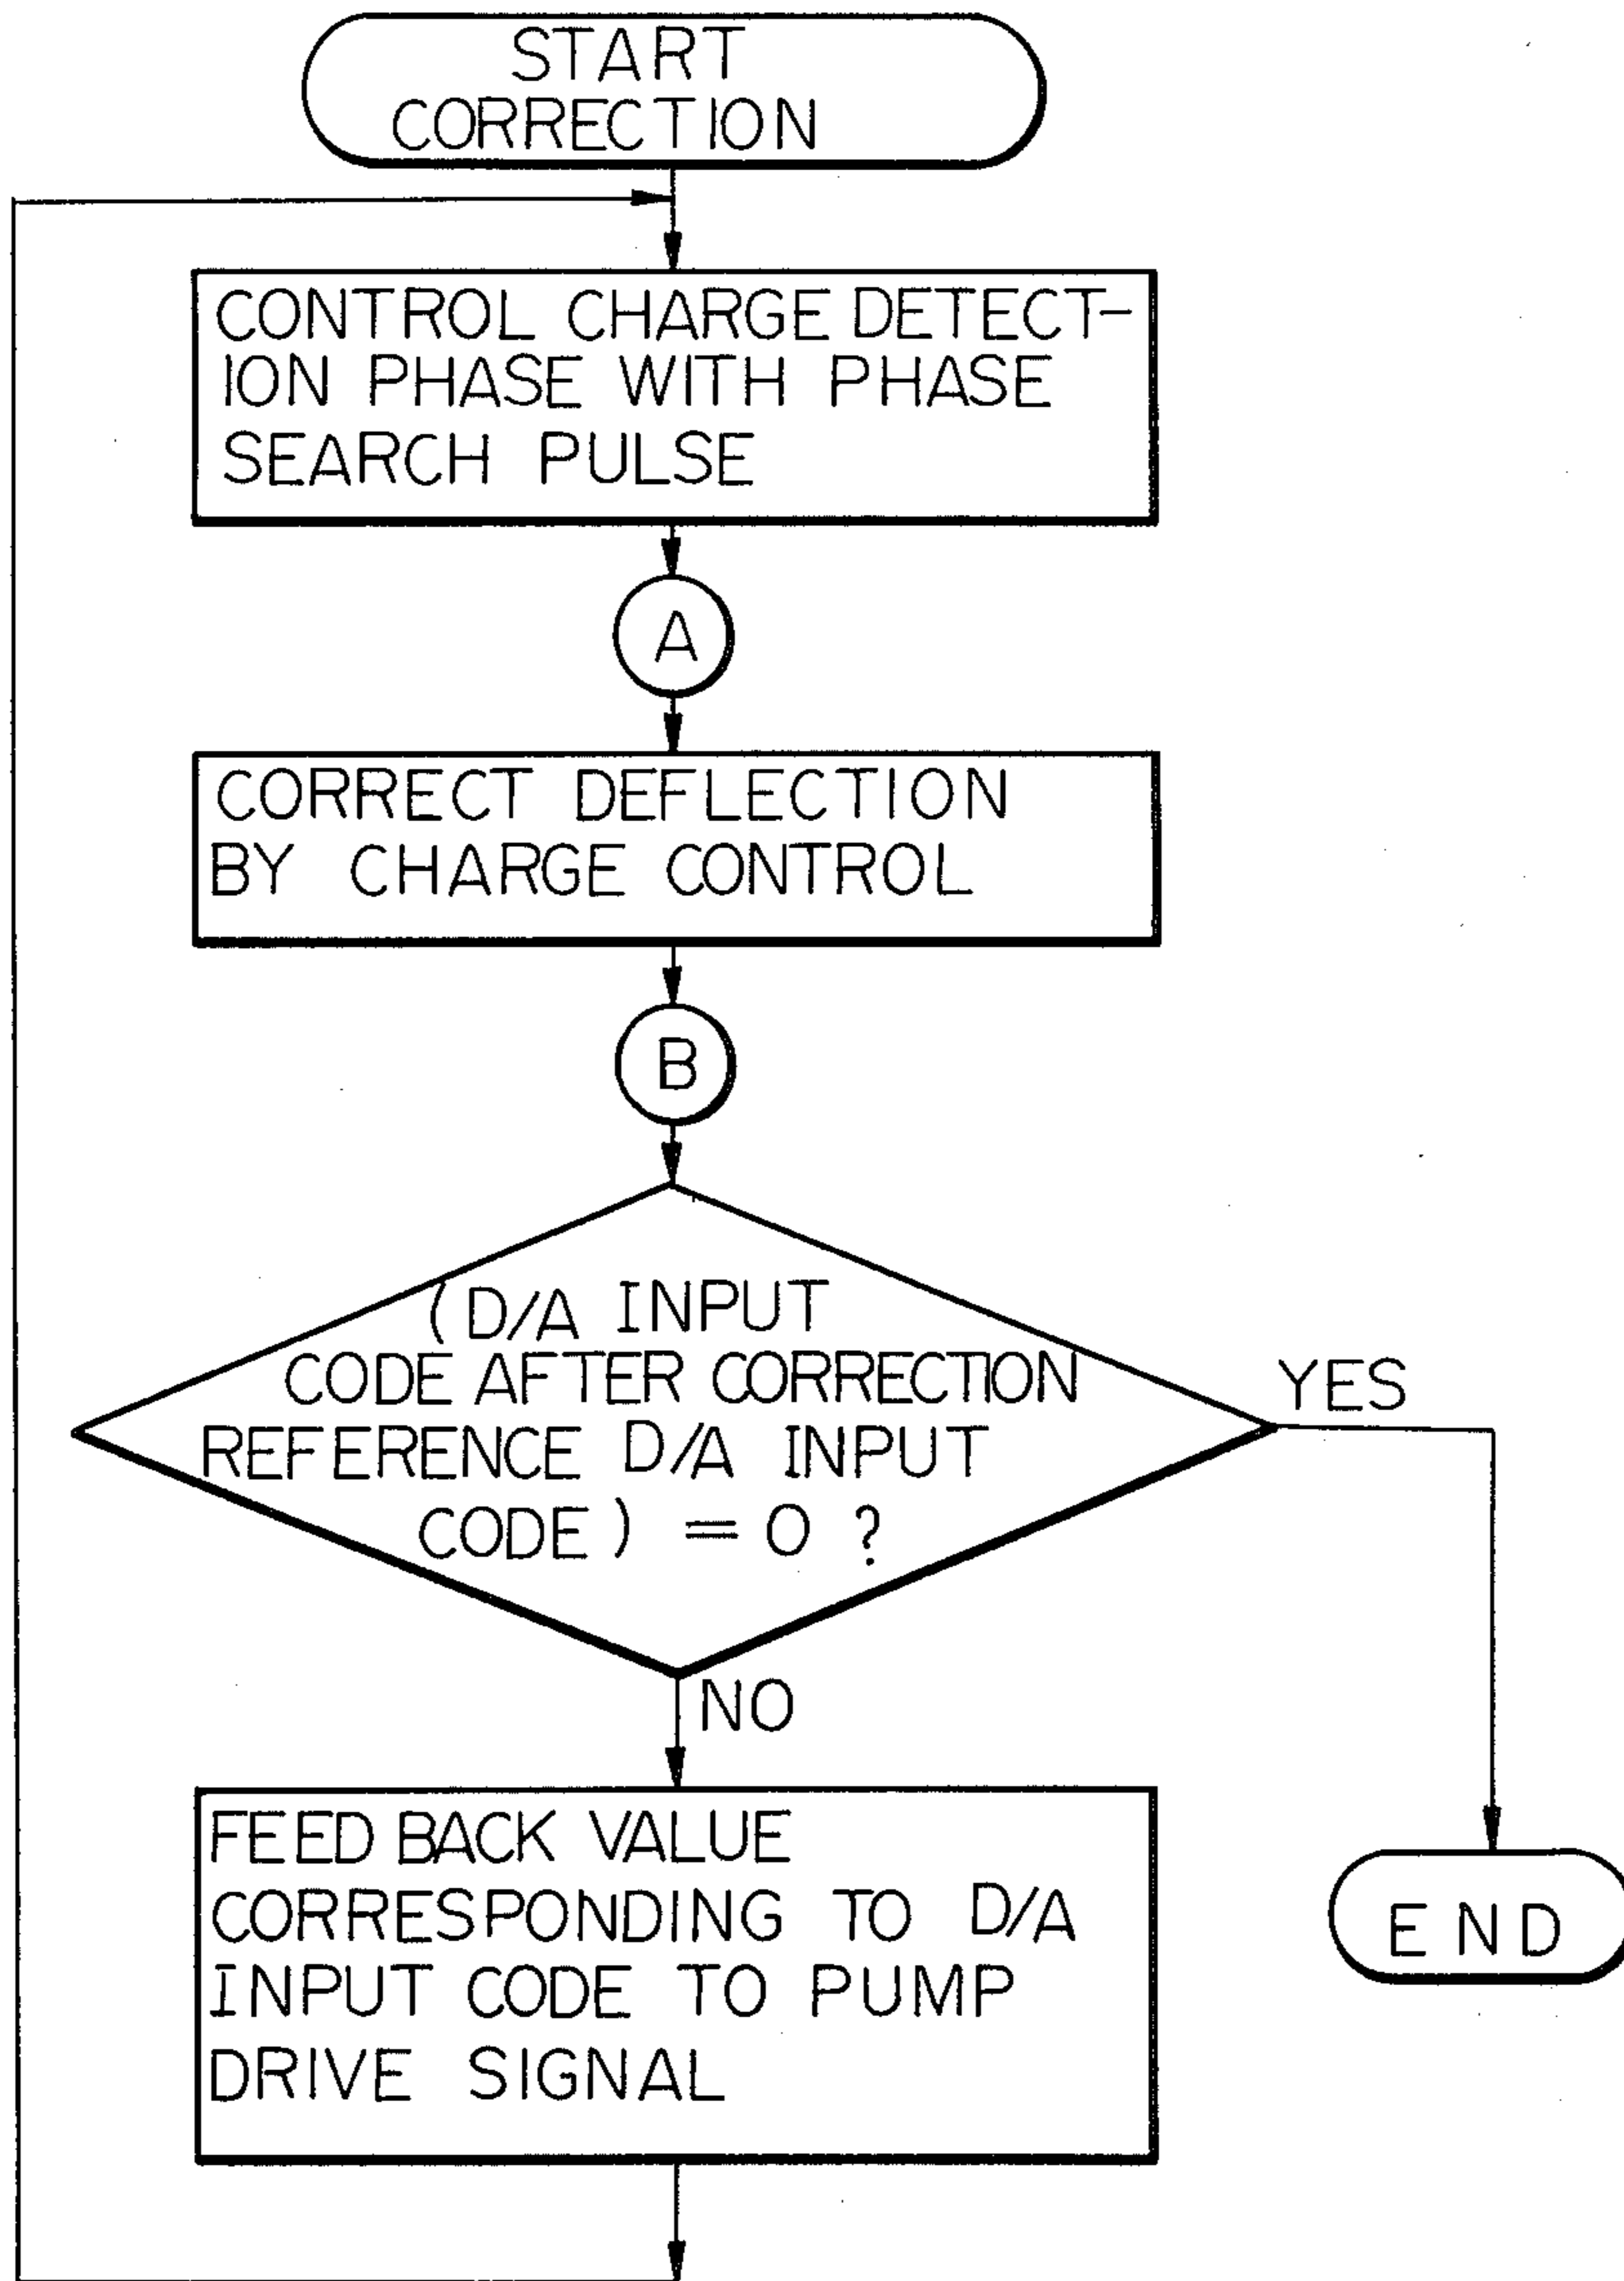 START
CORRECTION
CONTROL CHARGE DETECT-
ION PHASE WITH PHASE
SEARCH PULSE
A
CORRECT DEFLECTION
BY CHARGE CONTROL
B
(D/A INPUT
CODE AFTER CORRECTION
REFERENCE D/A INPUT
CODE) = 0 ?
YES
NO
FEED BACK VALUE
CORRESPONDING TO D/A
INPUT CODE TO PUMP
DRIVE SIGNAL
END